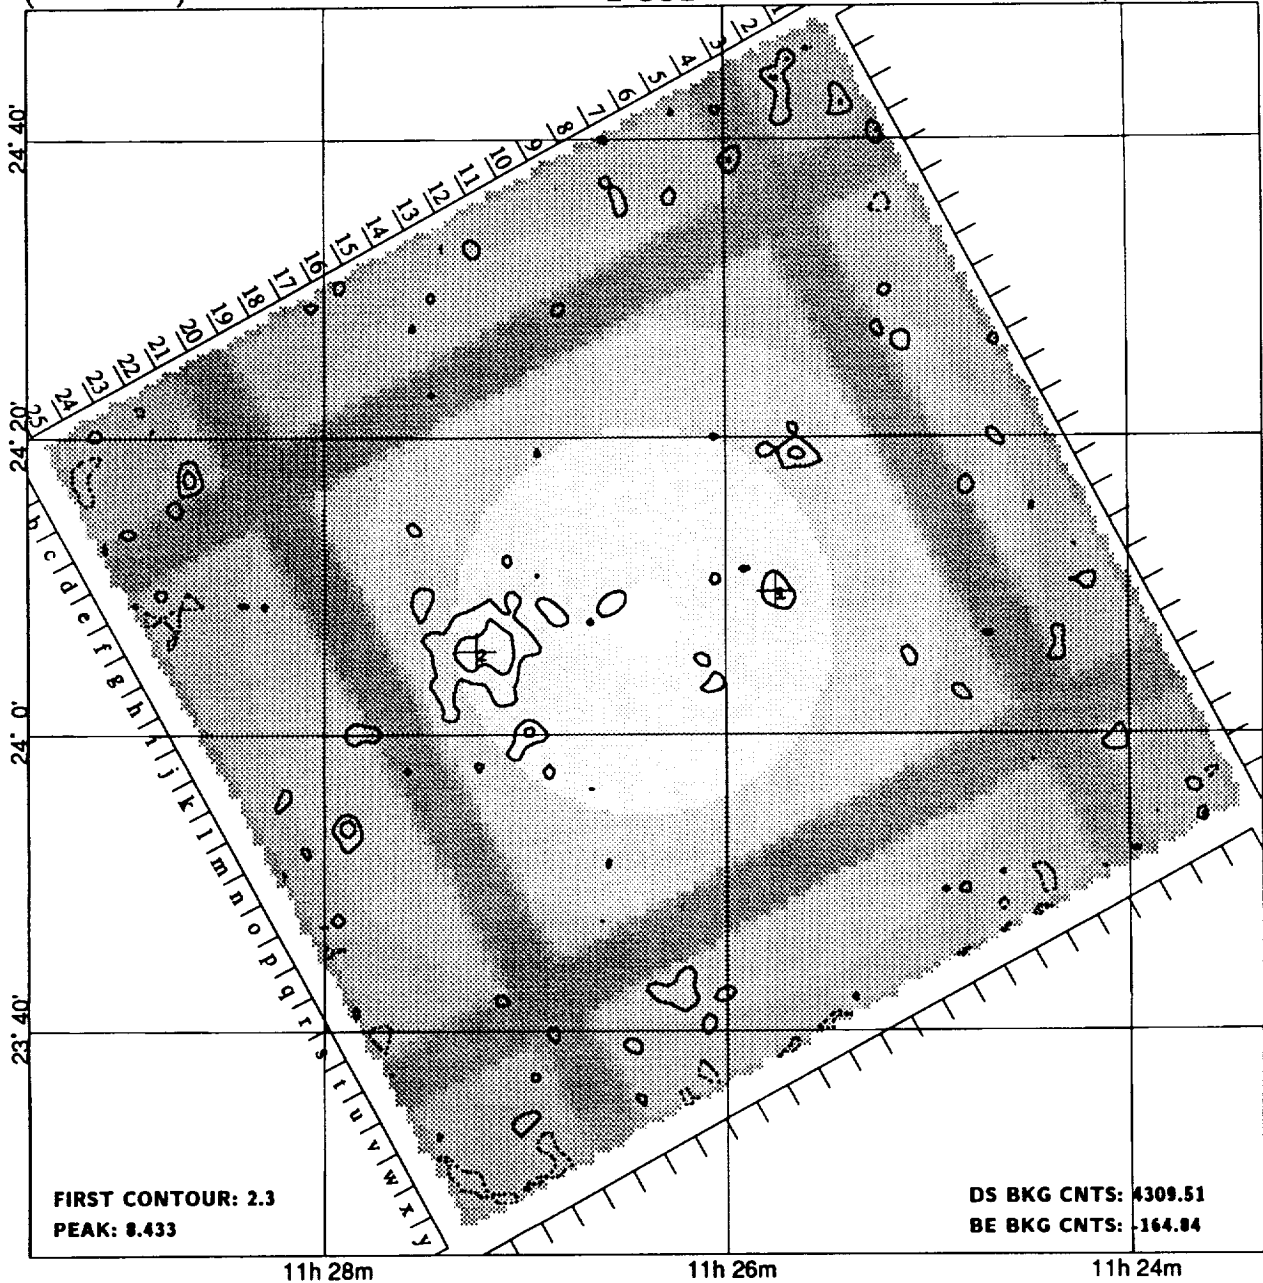 1 2 3 4 5 6 7 8 9 10 11 12 13 14 15 16 17 18 19 20 21 22 23 24 25
24° 40'
24° 20'
24° 0'
23° 40'
b c d e f g h i j k l m n o p q r s t u v w x y
1
2
FIRST CONTOUR: 2.3
PEAK: 8.433
DS BKG CNTS: 4309.51
BE BKG CNTS: -164.84
11h 28m
11h 26m
11h 24m